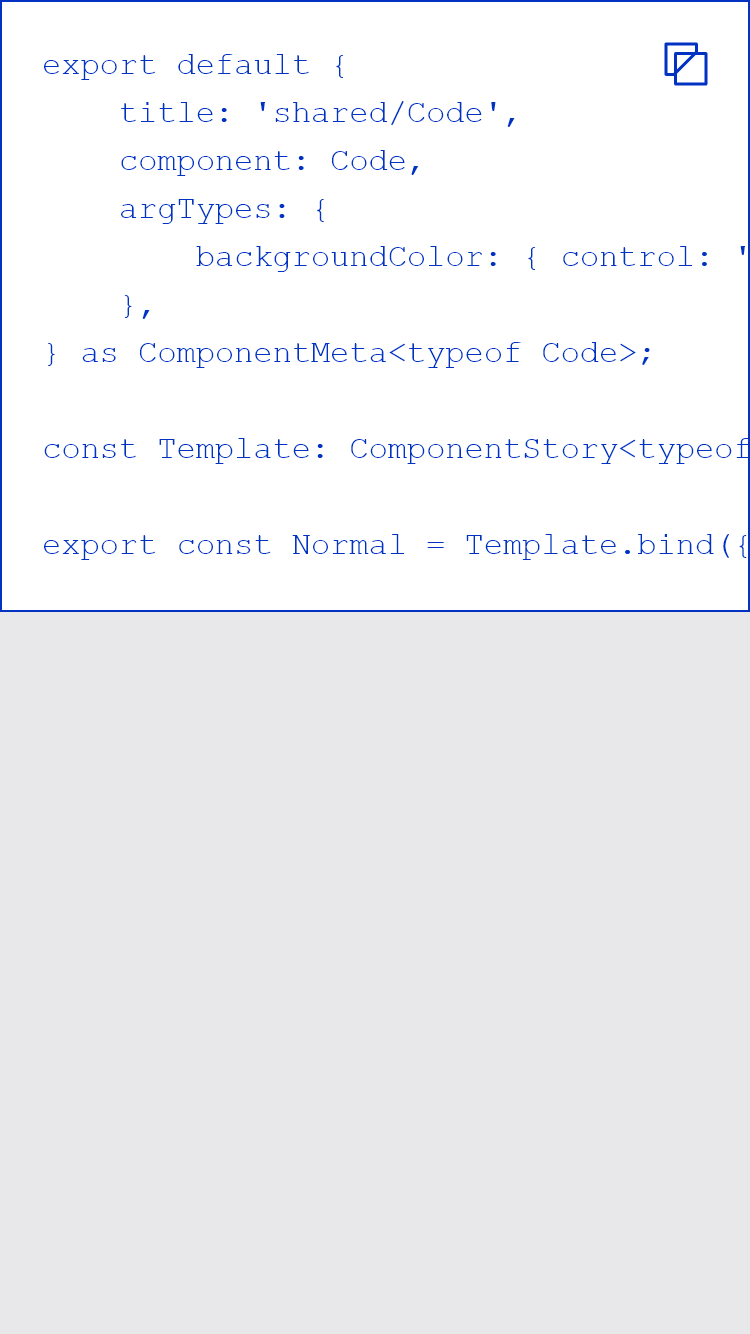 export default {
    title: 'shared/Code',
    component: Code,
    argTypes: {
        backgroundColor: { control: '
    },
} as ComponentMeta<typeof Code>;

const Template: ComponentStory<typeof

export const Normal = Template.bind({